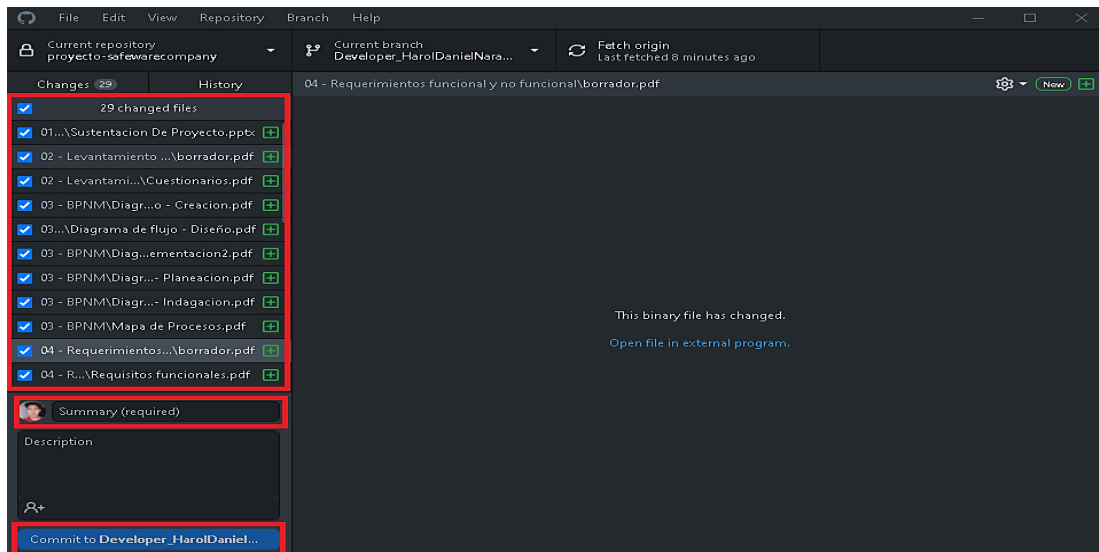 File Edit View Repository Branch Help
Current repository
proyecto-safewarecompany
Current branch
Developer_HarolDanielNara...
Fetch origin
Last fetched 8 minutes ago
Changes 29 History
04 - Requerimientos funcional y no funcional\borrador.pdf
New
29 changed files
01...\Sustentacion De Proyecto.pptx
02 - Levantamiento ...\borrador.pdf
02 - Levantami...\Cuestionarios.pdf
03 - BPNM\Diagr...o - Creacion.pdf
03...\Diagrama de flujo - Diseño.pdf
03 - BPNM\Diag...ementacion2.pdf
03 - BPNM\Diagr...- Planeacion.pdf
03 - BPNM\Diagr...- Indagacion.pdf
03 - BPNM\Mapa de Procesos.pdf
04 - Requerimientos...\borrador.pdf
04 - R...\Requisitos funcionales.pdf
This binary file has changed.
Open file in external program.
Summary (required)
Description
Commit to Developer_HarolDaniel...